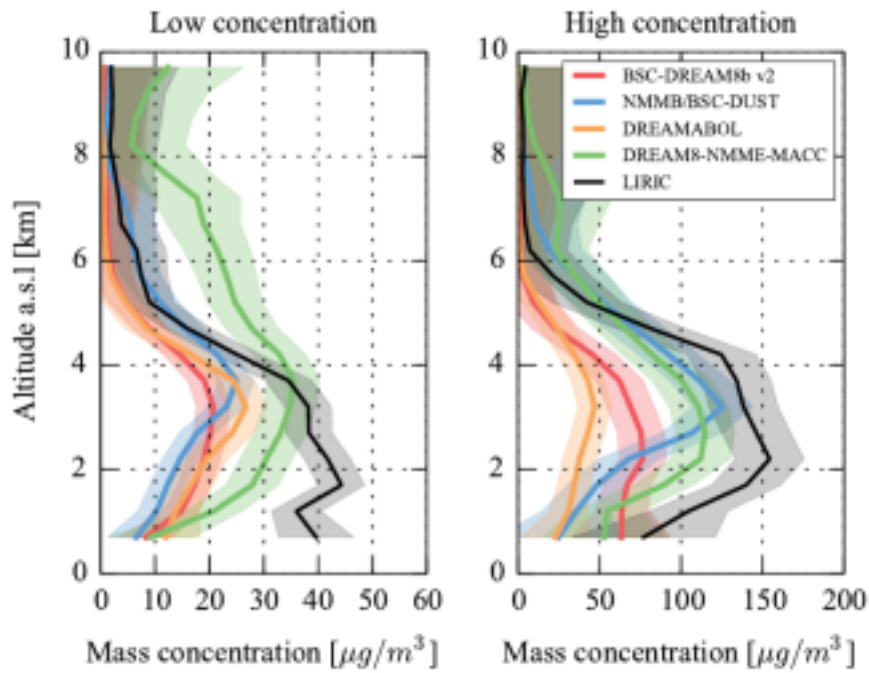 Low concentration
High concentration
Altitude a.s.l [km]
10
8
6
4
2
0
0 10 20 30 40 50 60
Mass concentration [μg/m³]
10
8
6
4
2
0
0 50 100 150 200
Mass concentration [μg/m³]
BSC-DREAM8b v2
NMMB/BSC-DUST
DREAMABOL
DREAM8-NMME-MACC
LIRIC